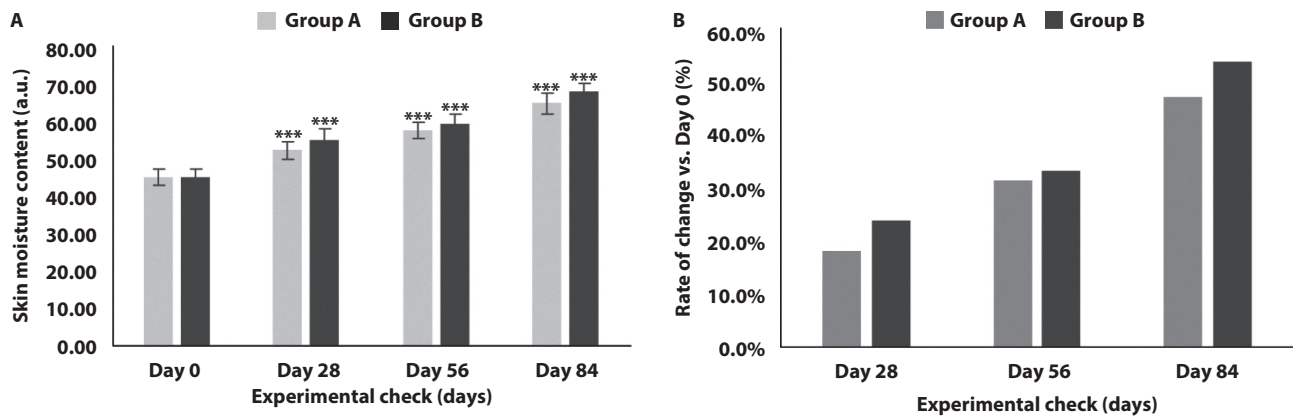 A
Group A Group B
Skin moisture content (a.u.)
80.00
70.00
60.00
50.00
40.00
30.00
20.00
10.00
0.00
*** *** *** *** *** ***
Day 0 Day 28 Day 56 Day 84
Experimental check (days)
B
Group A Group B
Rate of change vs. Day 0 (%)
60.0%
50.0%
40.0%
30.0%
20.0%
10.0%
0.0%
Day 28 Day 56 Day 84
Experimental check (days)